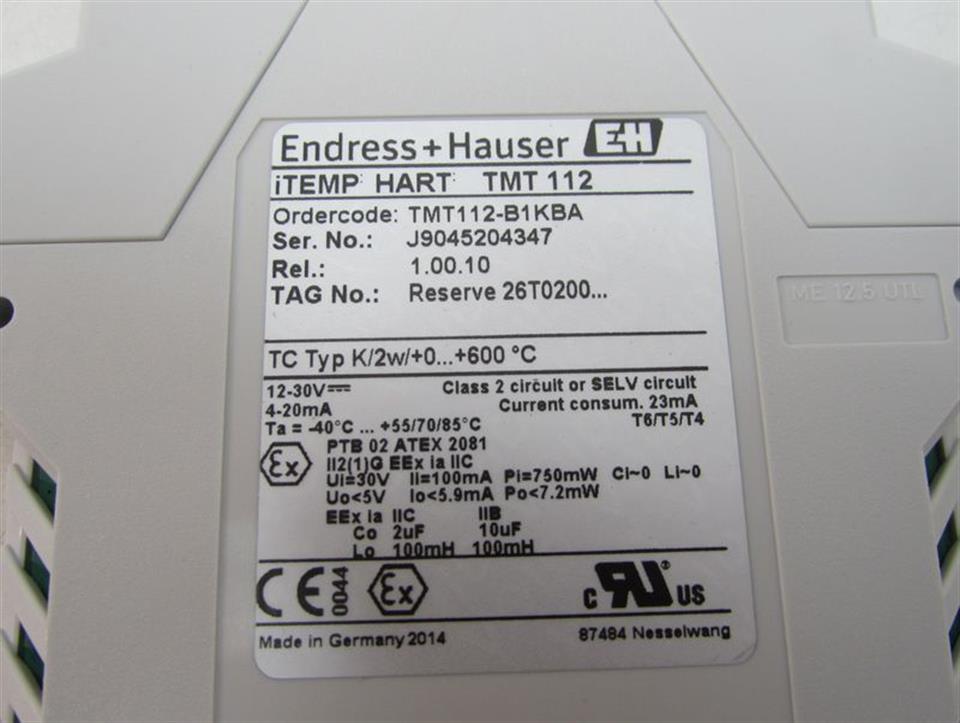 Endress+Hauser EH
iTEMP® HART® TMT 112
Ordercode: TMT112-B1KBA
Ser. No.: J9045204347
Rel.: 1.00.10
TAG No.: Reserve 26T0200...
ME 12,5 UTL
TC Typ K/2w/+0...+600 °C
12-30V⎓ Class 2 circuit or SELV circuit
4-20mA Current consum. 23mA
Ta = -40°C ... +55/70/85°C T6/T5/T4
Ex PTB 02 ATEX 2081
II2(1)G EEx ia IIC
Ui=30V Ii=100mA Pi=750mW Ci~0 Li~0
Uo<5V Io<5.9mA Po<7.2mW
EEx ia IIC IIB
Co 2uF 10uF
Lo 100mH 100mH
CE 0044 Ex c RU® US
Made in Germany 2014 87484 Nesselwang